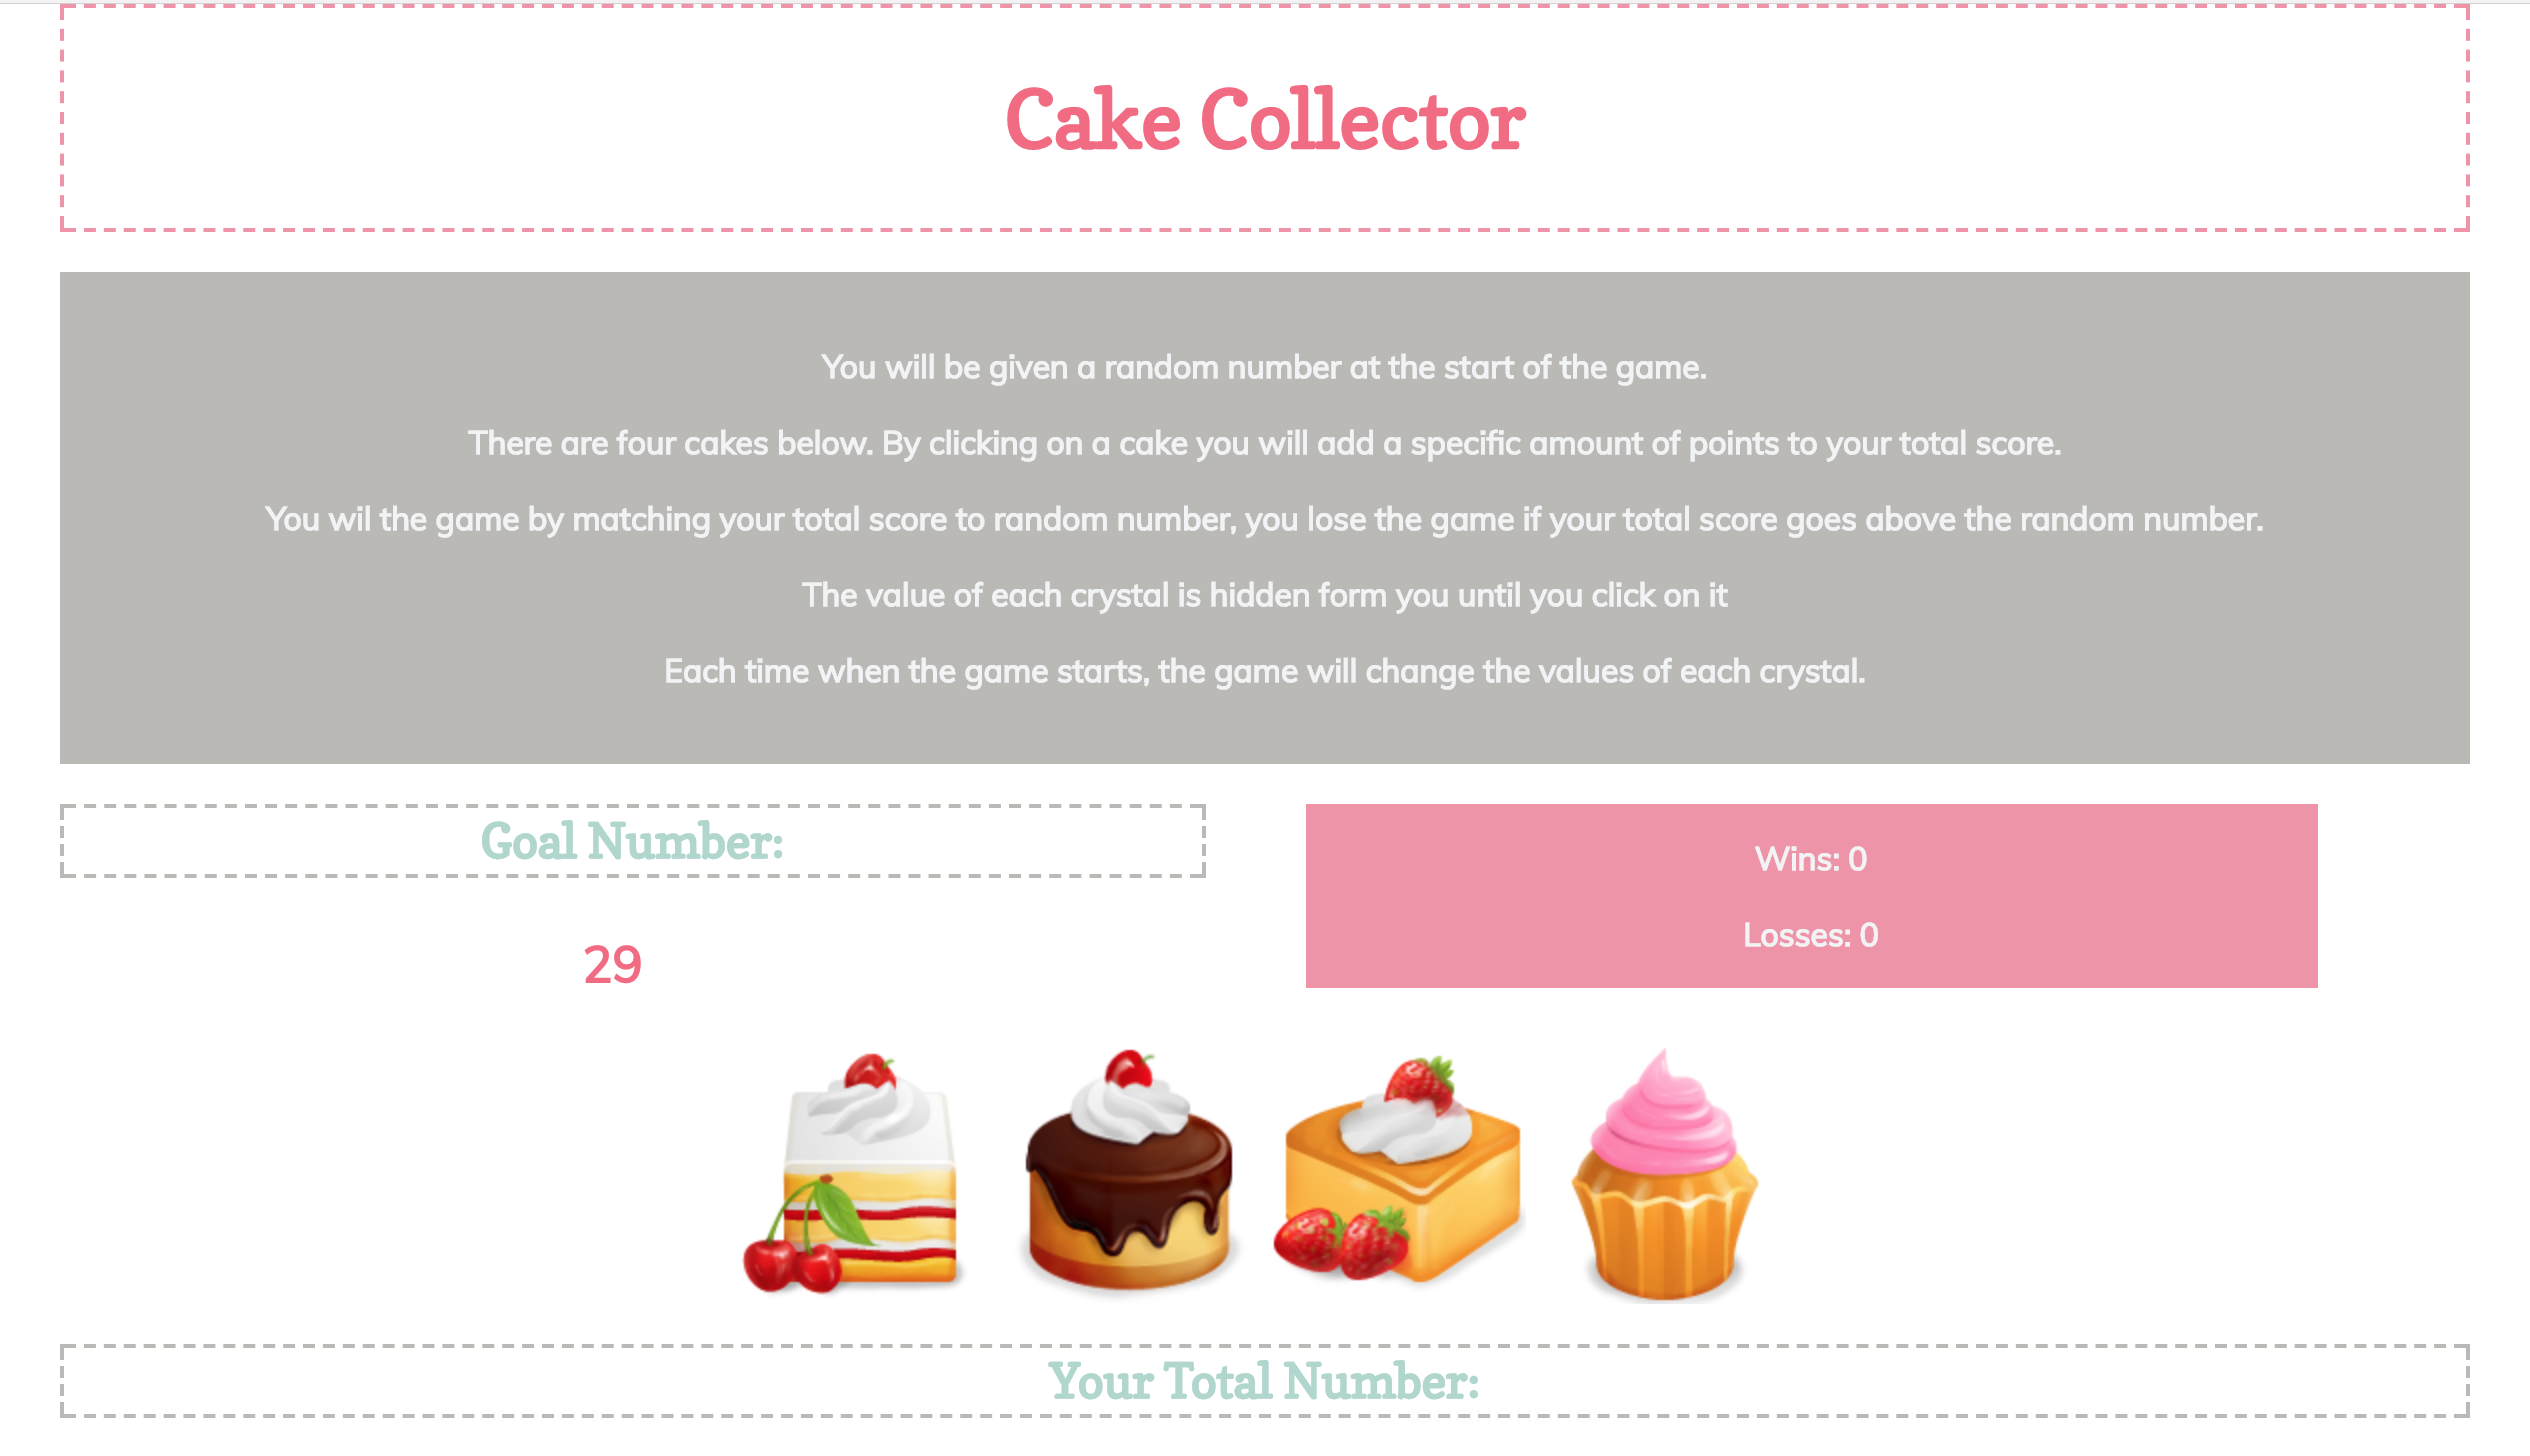 Cake Collector
You will be given a random number at the start of the game.
There are four cakes below. By clicking on a cake you will add a specific amount of points to your total score.
You wil the game by matching your total score to random number, you lose the game if your total score goes above the random number.
The value of each crystal is hidden form you until you click on it
Each time when the game starts, the game will change the values of each crystal.
Goal Number:
29
Wins: 0
Losses: 0
Your Total Number: